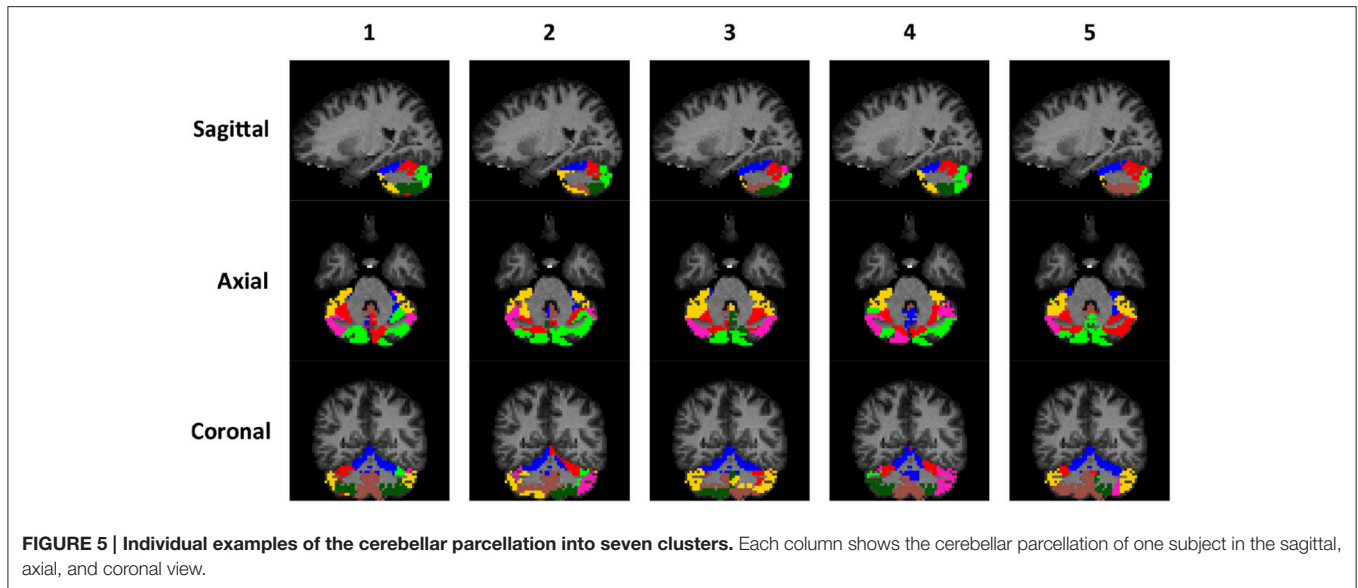 1 2 3 4 5
Sagittal
Axial
Coronal
FIGURE 5 | Individual examples of the cerebellar parcellation into seven clusters. Each column shows the cerebellar parcellation of one subject in the sagittal,
axial, and coronal view.